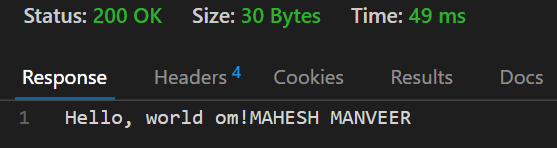 Status: 200 OK Size: 30 Bytes Time: 49 ms
Response Headers 4 Cookies Results Docs
1 Hello, world om!MAHESH MANVEER